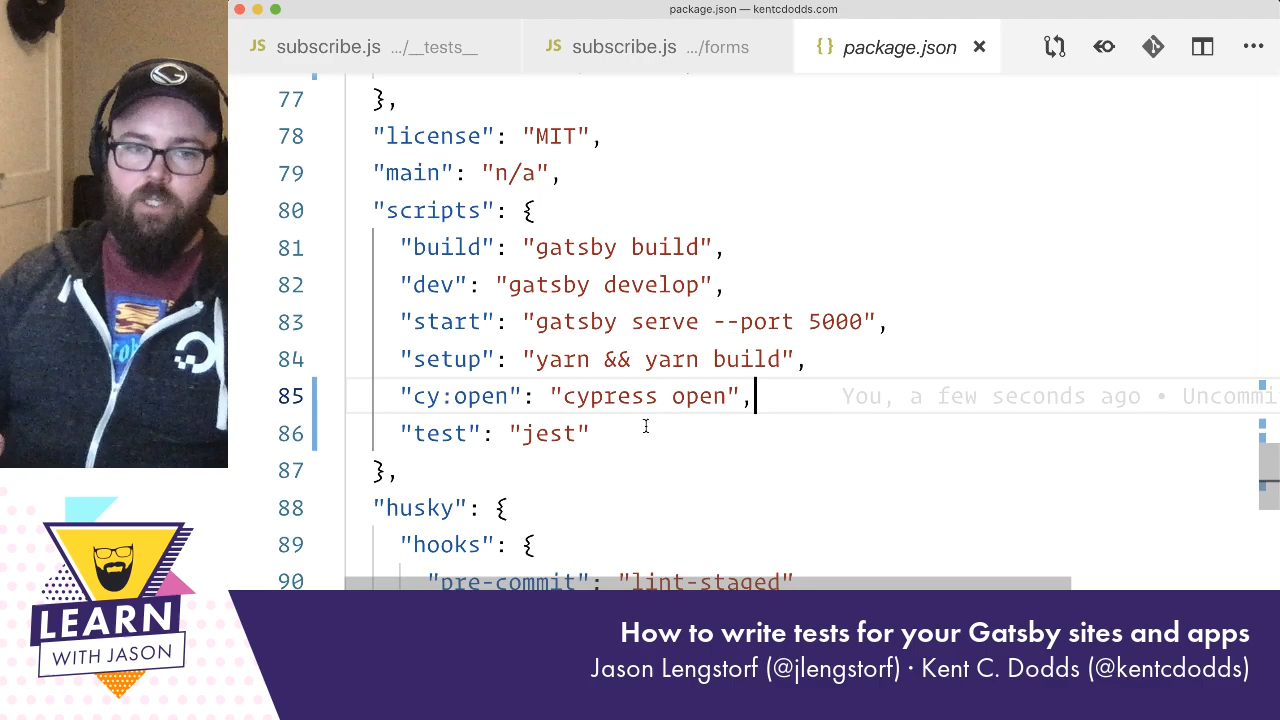 package.json — kentcdodds.com
JS subscribe.js .../__tests__
JS subscribe.js .../forms
{} package.json
77 },
78 "license": "MIT",
79 "main": "n/a",
80 "scripts": {
81 "build": "gatsby build",
82 "dev": "gatsby develop",
83 "start": "gatsby serve --port 5000",
84 "setup": "yarn && yarn build",
85 "cy:open": "cypress open", You, a few seconds ago • Uncommi
86 "test": "jest"
87 },
88 "husky": {
89 "hooks": {
90 "pre-commit": "lint-staged"
LEARN
WITH JASON
How to write tests for your Gatsby sites and apps
Jason Lengstorf (@jlengstorf) · Kent C. Dodds (@kentcdodds)